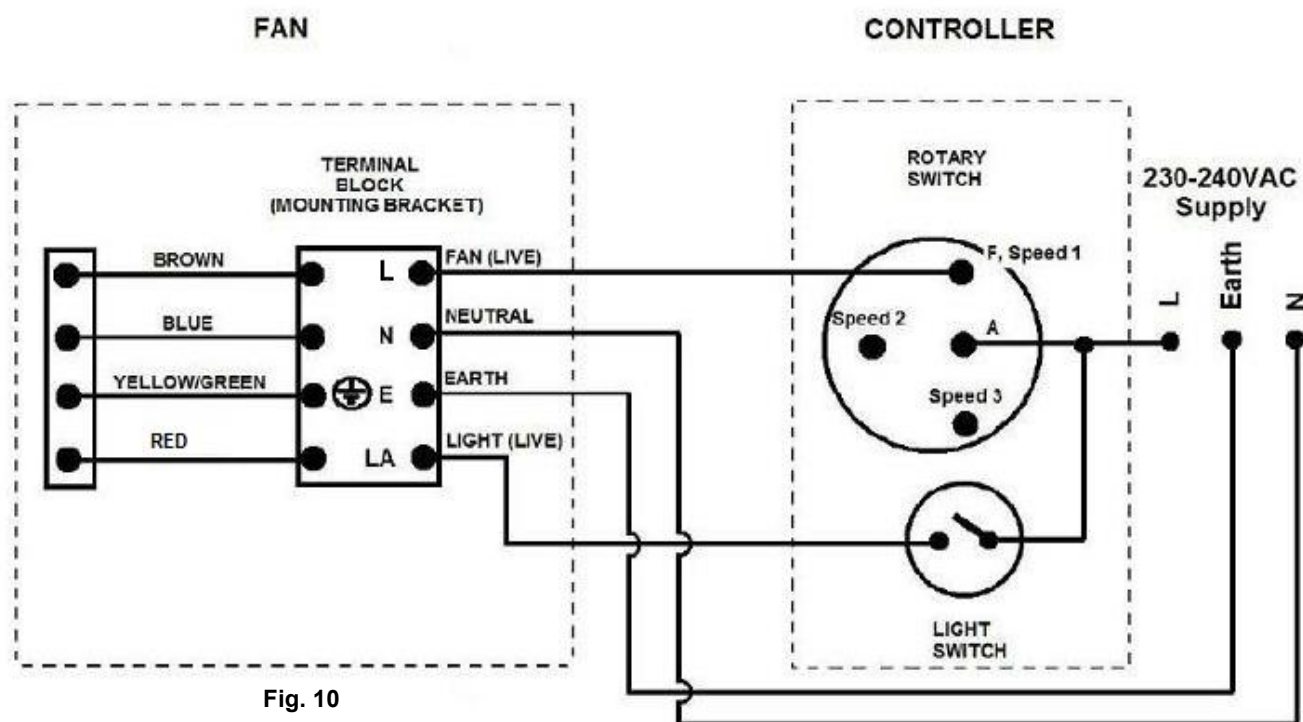 FAN
CONTROLLER
TERMINAL
BLOCK
(MOUNTING BRACKET)
ROTARY
SWITCH
230-240VAC
Supply
BROWN
L
FAN (LIVE)
F, Speed 1
BLUE
N
NEUTRAL
Speed 2
A
L
Earth
N
YELLOW/GREEN
E
EARTH
Speed 3
RED
LA
LIGHT (LIVE)
LIGHT
SWITCH
Fig. 10